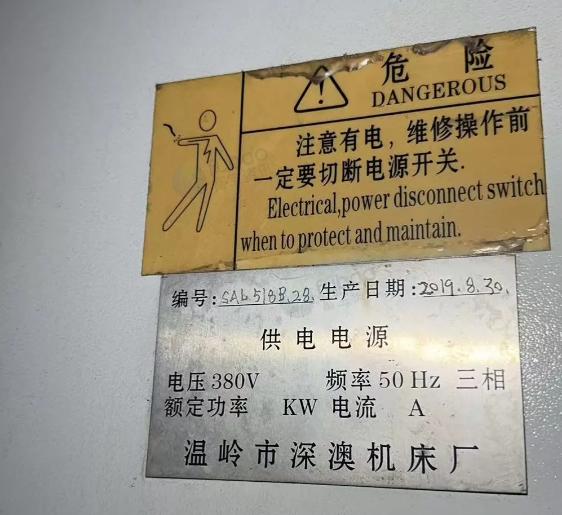 危 险
DANGEROUS
注意有电，维修操作前
一定要切断电源开关.
Electrical,power disconnect switch
when to protect and maintain.
编号: SAb518B.28. 生产日期: 2019.8.30.
供电电源
电压 380V 频率 50 Hz 三相
额定功率 KW 电流 A
温岭市深澳机床厂